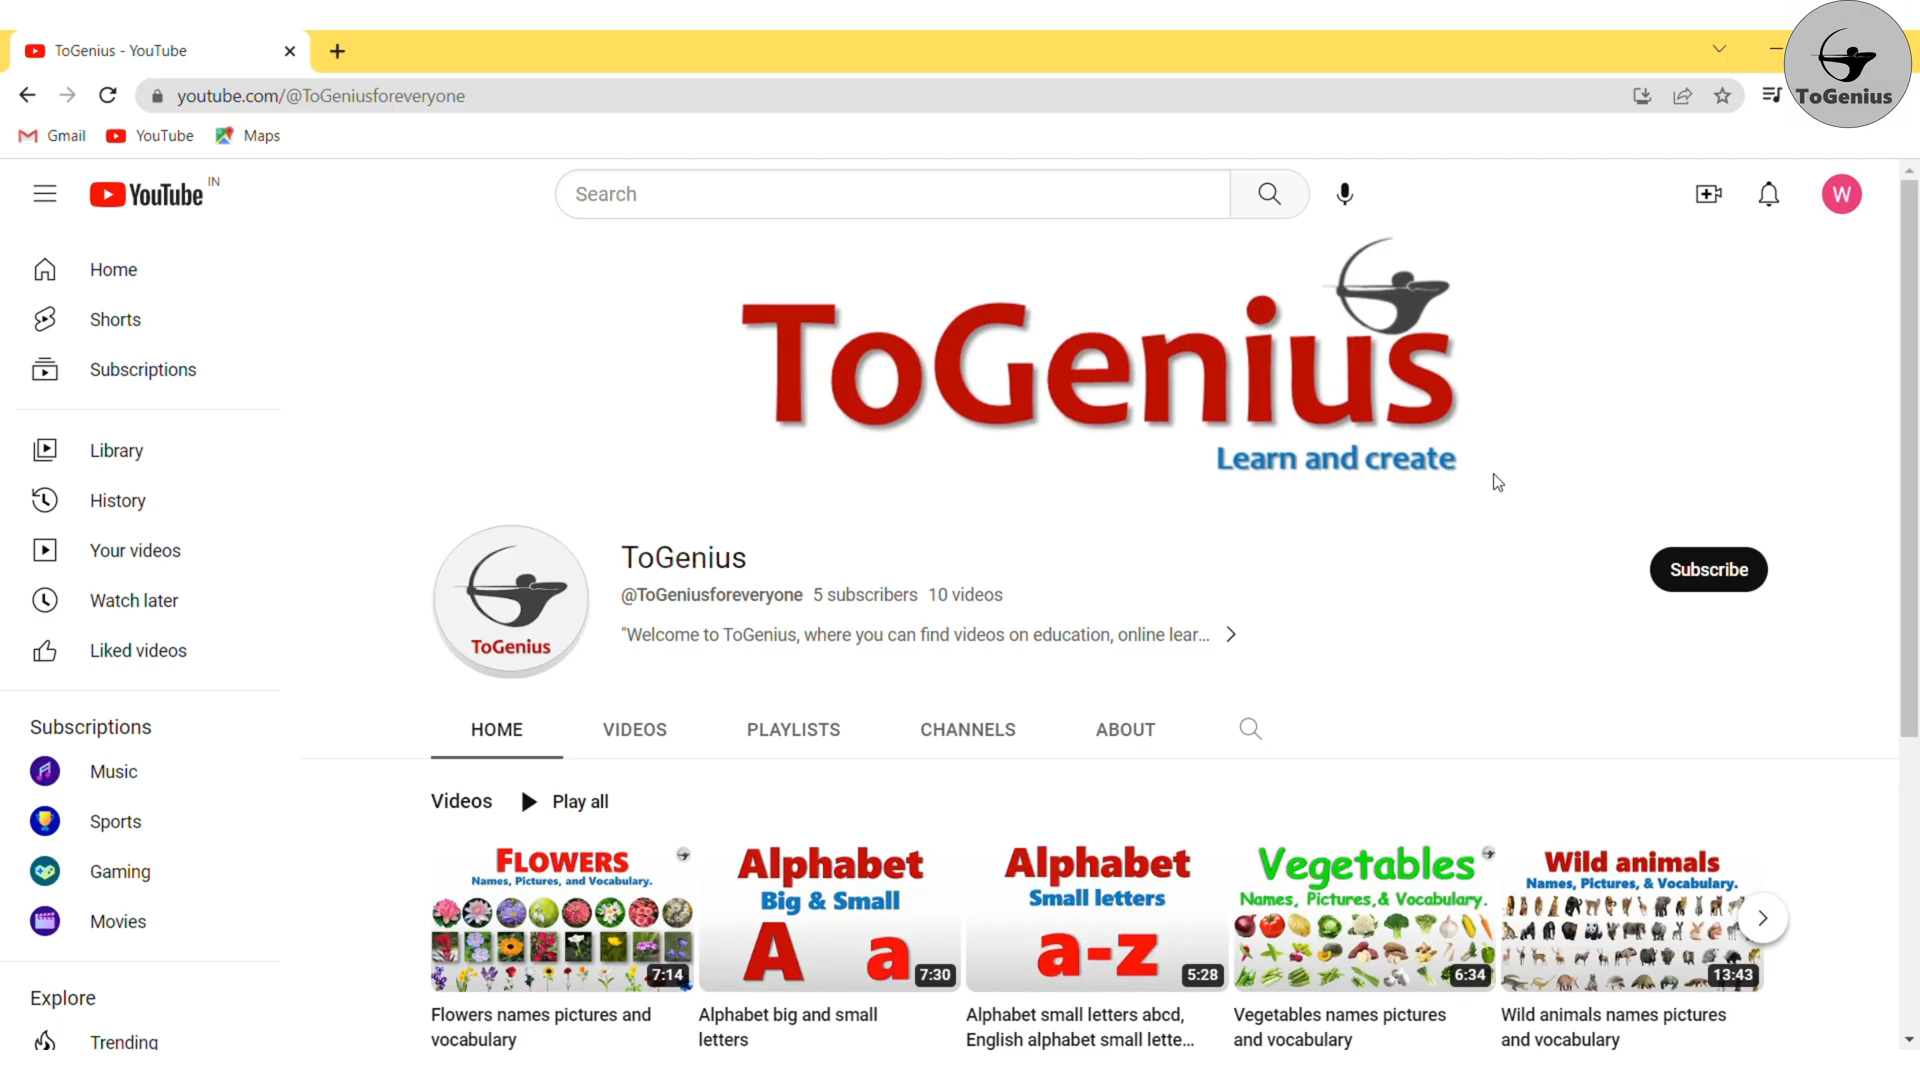 ToGenius - YouTube
ToGenius
youtube.com/@ToGeniusforeveryone
Gmail
YouTube
Maps
YouTube IN
Search
W
Home
Shorts
Subscriptions
Library
History
Your videos
Watch later
Liked videos
Subscriptions
Music
Sports
Gaming
Movies
Explore
Trending
ToGenius
Learn and create
ToGenius
ToGenius
@ToGeniusforeveryone 5 subscribers 10 videos
"Welcome to ToGenius, where you can find videos on education, online lear...
Subscribe
HOME
VIDEOS
PLAYLISTS
CHANNELS
ABOUT
Videos
Play all
FLOWERS
Names, Pictures, and Vocabulary.
7:14
Flowers names pictures and
vocabulary
Alphabet
Big & Small
A a
7:30
Alphabet big and small
letters
Alphabet
Small letters
a-z
5:28
Alphabet small letters abcd,
English alphabet small lette...
Vegetables
Names, Pictures,& Vocabulary.
6:34
Vegetables names pictures
and vocabulary
Wild animals
Names, Pictures, & Vocabulary.
13:43
Wild animals names pictures
and vocabulary